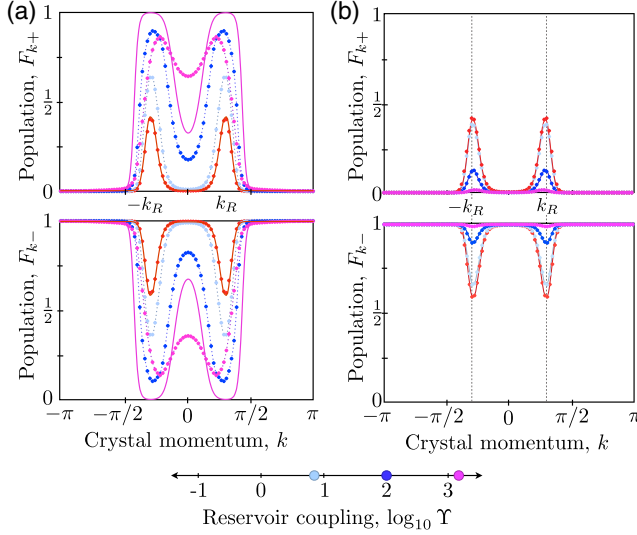 (a)
(b)
Population, F_{k+}
1
1/2
0
−k_R
k_R
Population, F_{k+}
1
1/2
0
−k_R
k_R
Population, F_{k−}
1
1/2
0
−π
−π/2
0
π/2
π
Crystal momentum, k
Population, F_{k−}
1
1/2
0
−π
−π/2
0
π/2
π
Crystal momentum, k
-1
0
1
2
3
Reservoir coupling, log₁₀ Υ